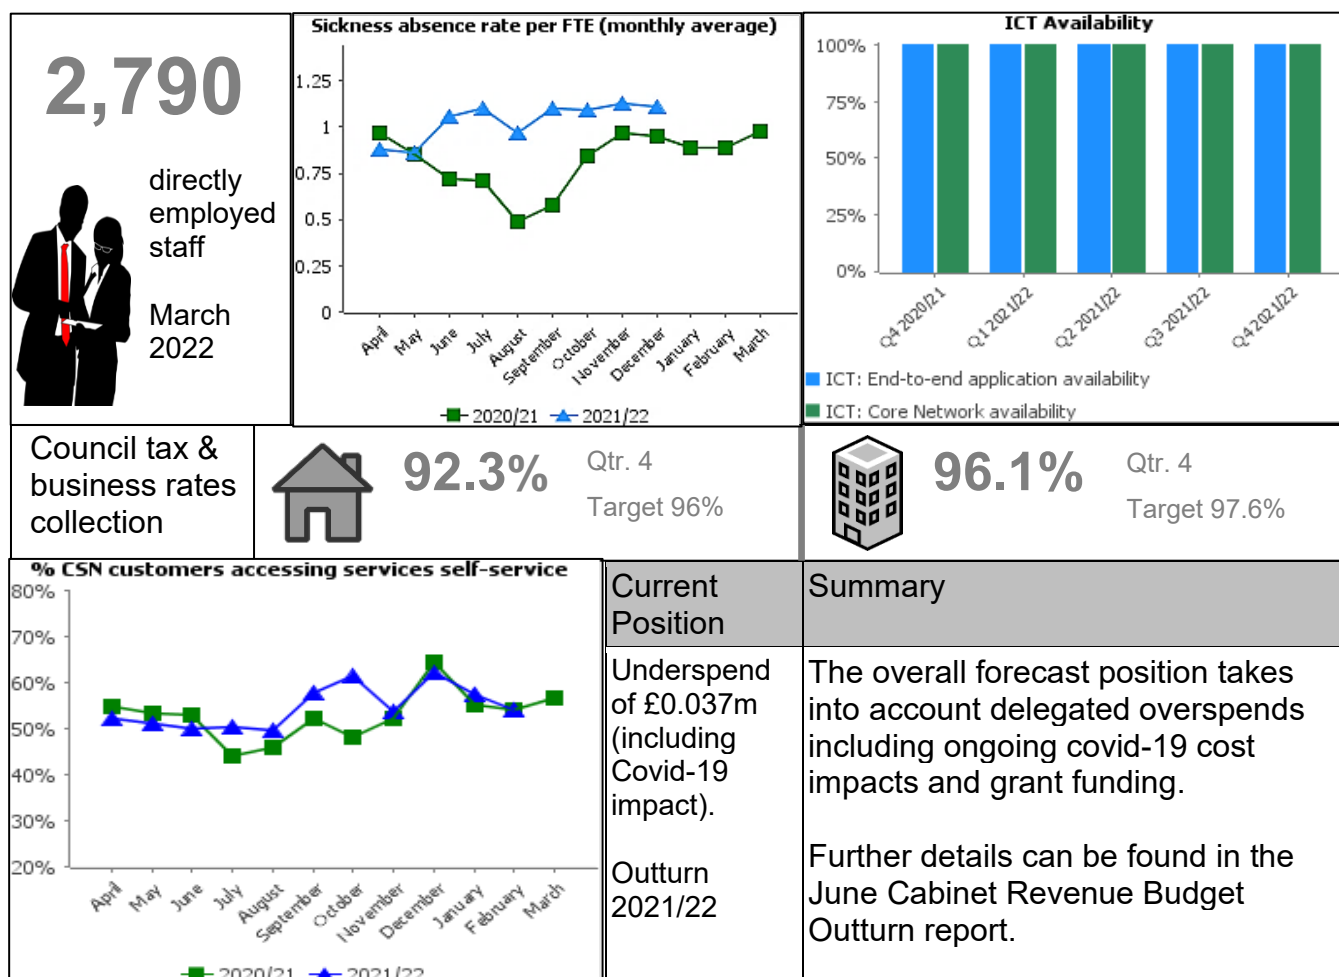 2,790
directly
employed
staff
March
2022
Sickness absence rate per FTE (monthly average)
1.25
1
0.75
0.5
0.25
0
April
May
June
July
August
September
October
November
December
January
February
March
2020/21
2021/22
ICT Availability
100%
75%
50%
25%
0%
Q4 2020/21
Q1 2021/22
Q2 2021/22
Q3 2021/22
Q4 2021/22
ICT: End-to-end application availability
ICT: Core Network availability
Council tax &
business rates
collection
92.3%
Qtr. 4
Target 96%
96.1%
Qtr. 4
Target 97.6%
% CSN customers accessing services self-service
80%
70%
60%
50%
40%
30%
20%
April
May
June
July
August
September
October
November
December
January
February
March
2020/21
2021/22
Current
Position
Summary
Underspend
of £0.037m
(including
Covid-19
impact).
Outturn
2021/22
The overall forecast position takes
into account delegated overspends
including ongoing covid-19 cost
impacts and grant funding.
Further details can be found in the
June Cabinet Revenue Budget
Outturn report.